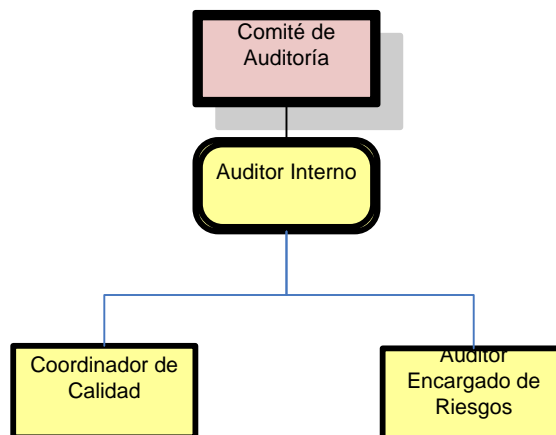 Comité de
Auditoría
Auditor Interno
Coordinador de
Calidad
Auditor
Encargado de
Riesgos